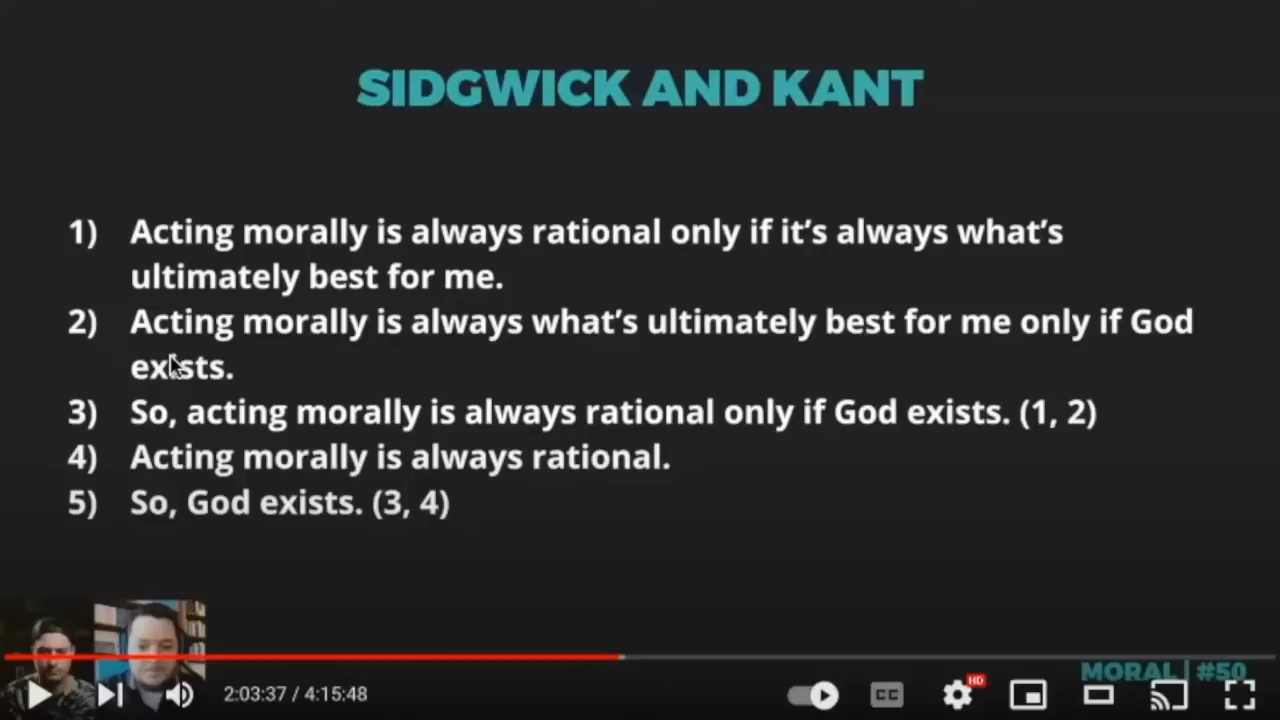 SIDGWICK AND KANT
1) Acting morally is always rational only if it's always what's
ultimately best for me.
2) Acting morally is always what's ultimately best for me only if God
exists.
3) So, acting morally is always rational only if God exists. (1, 2)
4) Acting morally is always rational.
5) So, God exists. (3, 4)
MORAL | #50
2:03:37 / 4:15:48
CC
HD